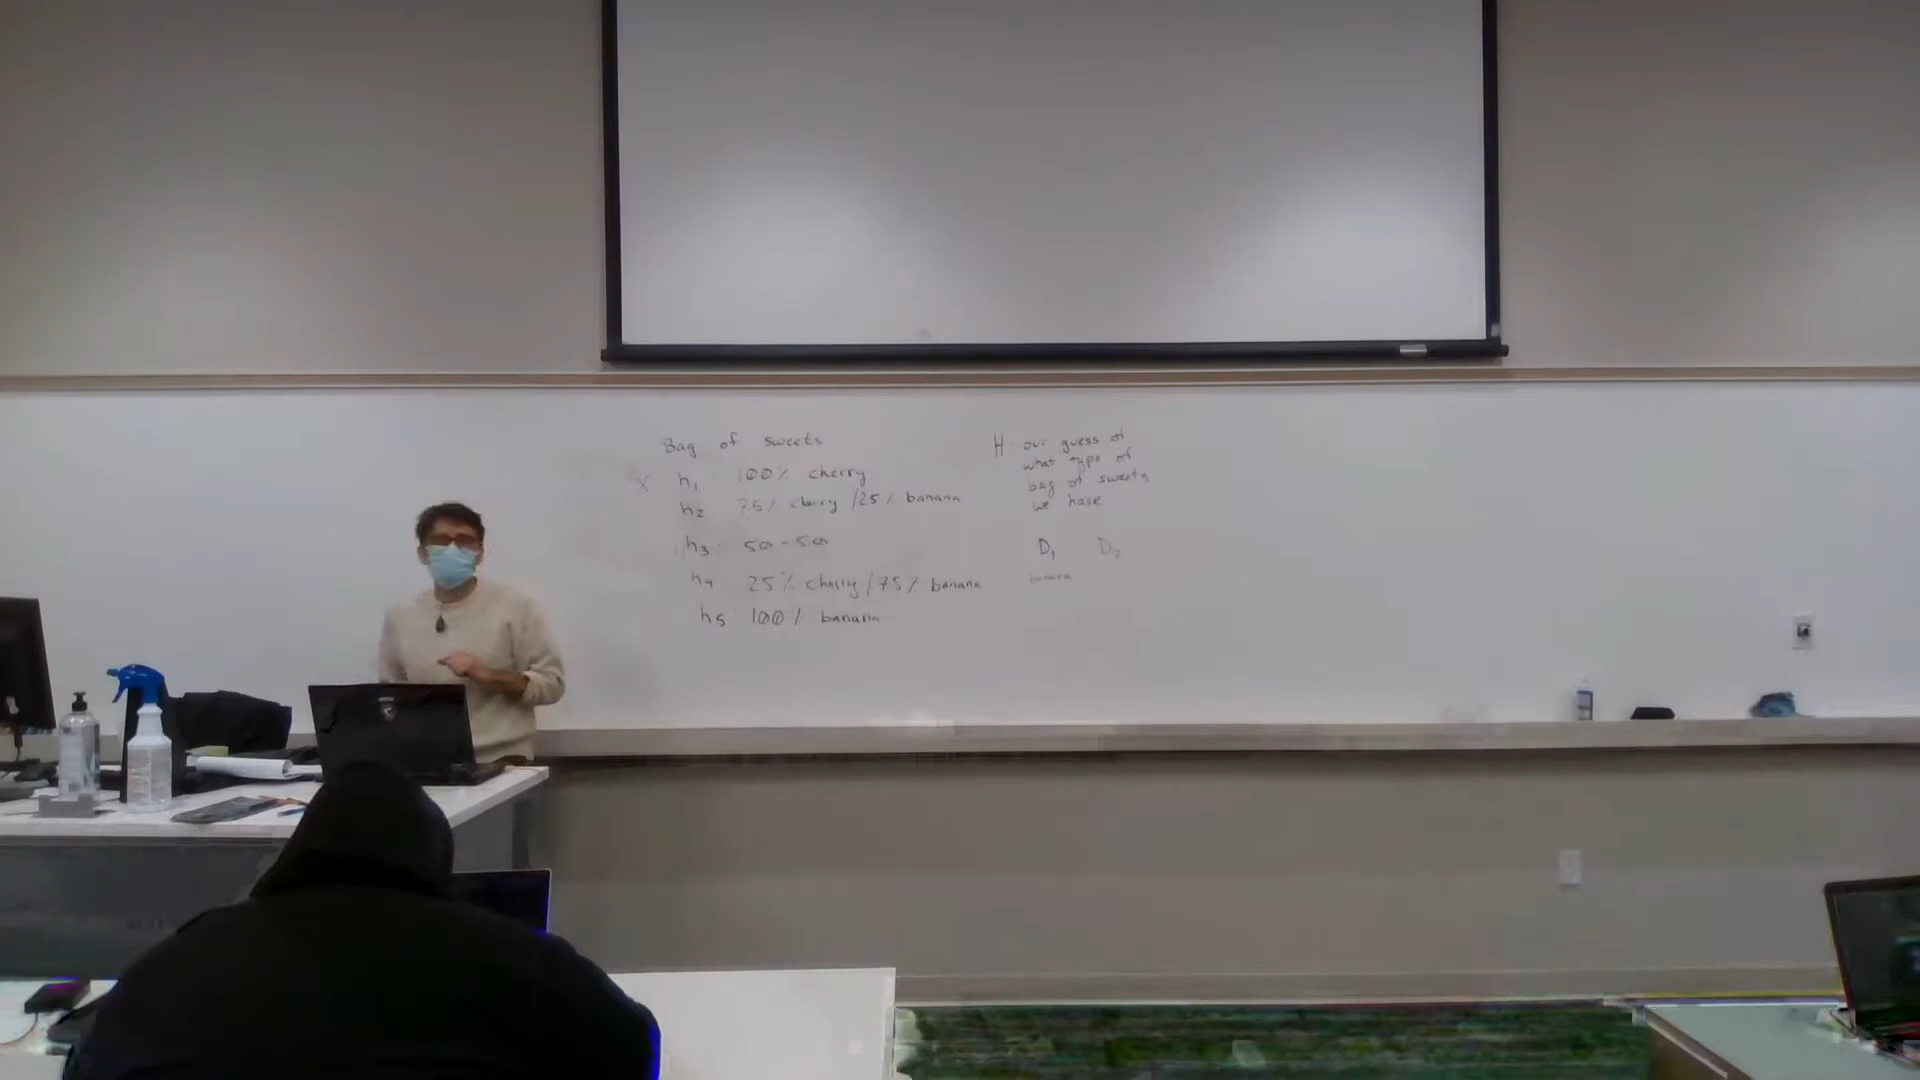 Bag of sweets
X h1: 100% cherry
h2 75% cherry /25% banana
h3: 50-50
h4 25% cherry /75% banana
h5: 100% banana
H: our guess of
what type of
bag of sweets
we have
D1 D2
banana